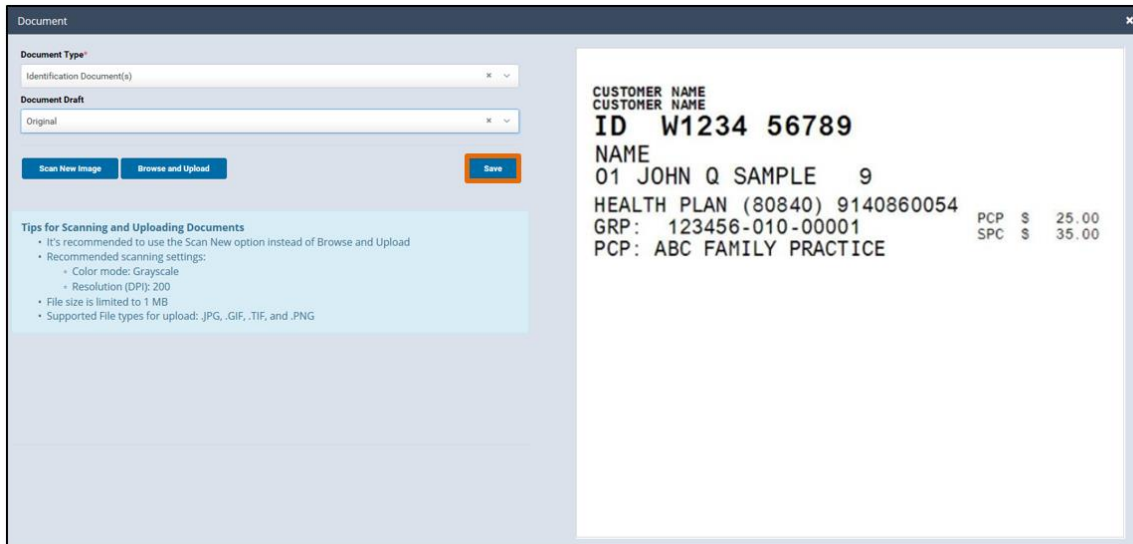 Document
Document Type*
Identification Document(s)
Document Draft
Original
Scan New Image Browse and Upload Save
Tips for Scanning and Uploading Documents
• It's recommended to use the Scan New option instead of Browse and Upload
• Recommended scanning settings:
◦ Color mode: Grayscale
◦ Resolution (DPI): 200
• File size is limited to 1 MB
• Supported File types for upload: .JPG, .GIF, .TIF, and .PNG
CUSTOMER NAME
CUSTOMER NAME
ID W1234 56789
NAME
01 JOHN Q SAMPLE 9
HEALTH PLAN (80840) 9140860054
GRP: 123456-010-00001
PCP: ABC FAMILY PRACTICE
PCP $ 25.00
SPC $ 35.00